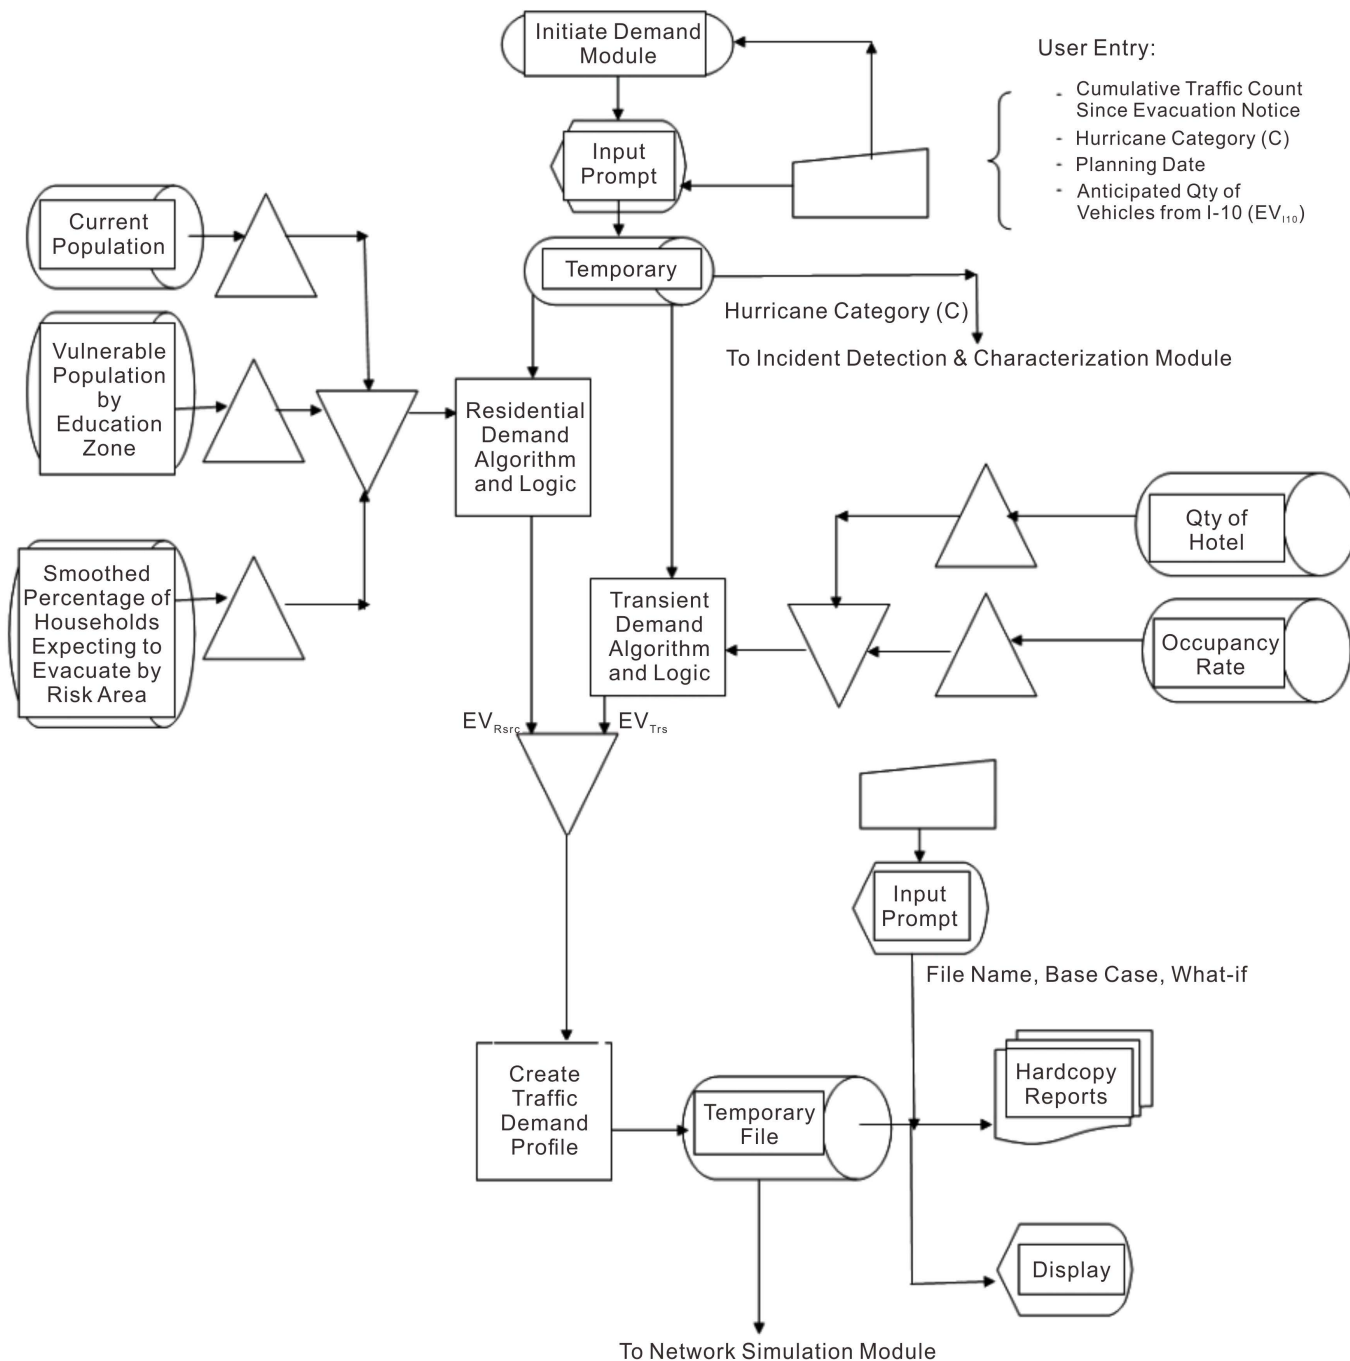 Initiate Demand
Module
User Entry:
- Cumulative Traffic Count
Since Evacuation Notice
- Hurricane Category (C)
- Planning Date
- Anticipated Qty of
Vehicles from I-10 (EVI10)
Input
Prompt
Current
Population
Temporary
Hurricane Category (C)
To Incident Detection & Characterization Module
Vulnerable
Population
by
Education
Zone
Residential
Demand
Algorithm
and Logic
Qty of
Hotel
Smoothed
Percentage of
Households
Expecting to
Evacuate by
Risk Area
Transient
Demand
Algorithm
and Logic
Occupancy
Rate
EVRsrc
EVTrs
Input
Prompt
File Name, Base Case, What-if
Create
Traffic
Demand
Profile
Temporary
File
Hardcopy
Reports
Display
To Network Simulation Module